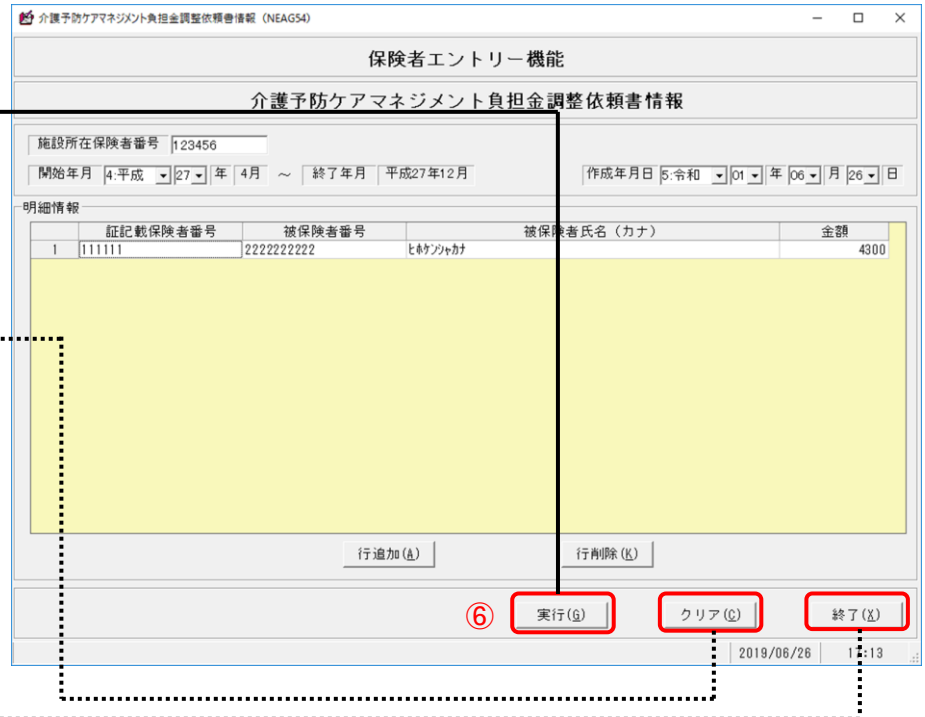 介護予防ケアマネジメント負担金調整依頼書情報 (NEAG54)
保険者エントリー機能
介護予防ケアマネジメント負担金調整依頼書情報
施設所在保険者番号 123456
開始年月 4:平成 27 年 4月 ～ 終了年月 平成27年12月 作成年月日 5:令和 01 年 06 月 26 日
明細情報
証記載保険者番号 被保険者番号 被保険者氏名（カナ） 金額
1 111111 2222222222 ﾋﾎｹﾝｼｬｶﾅ 4300
行追加(A) 行削除(K)
⑥ 実行(G) クリア(C) 終了(X)
2019/06/26 17:13